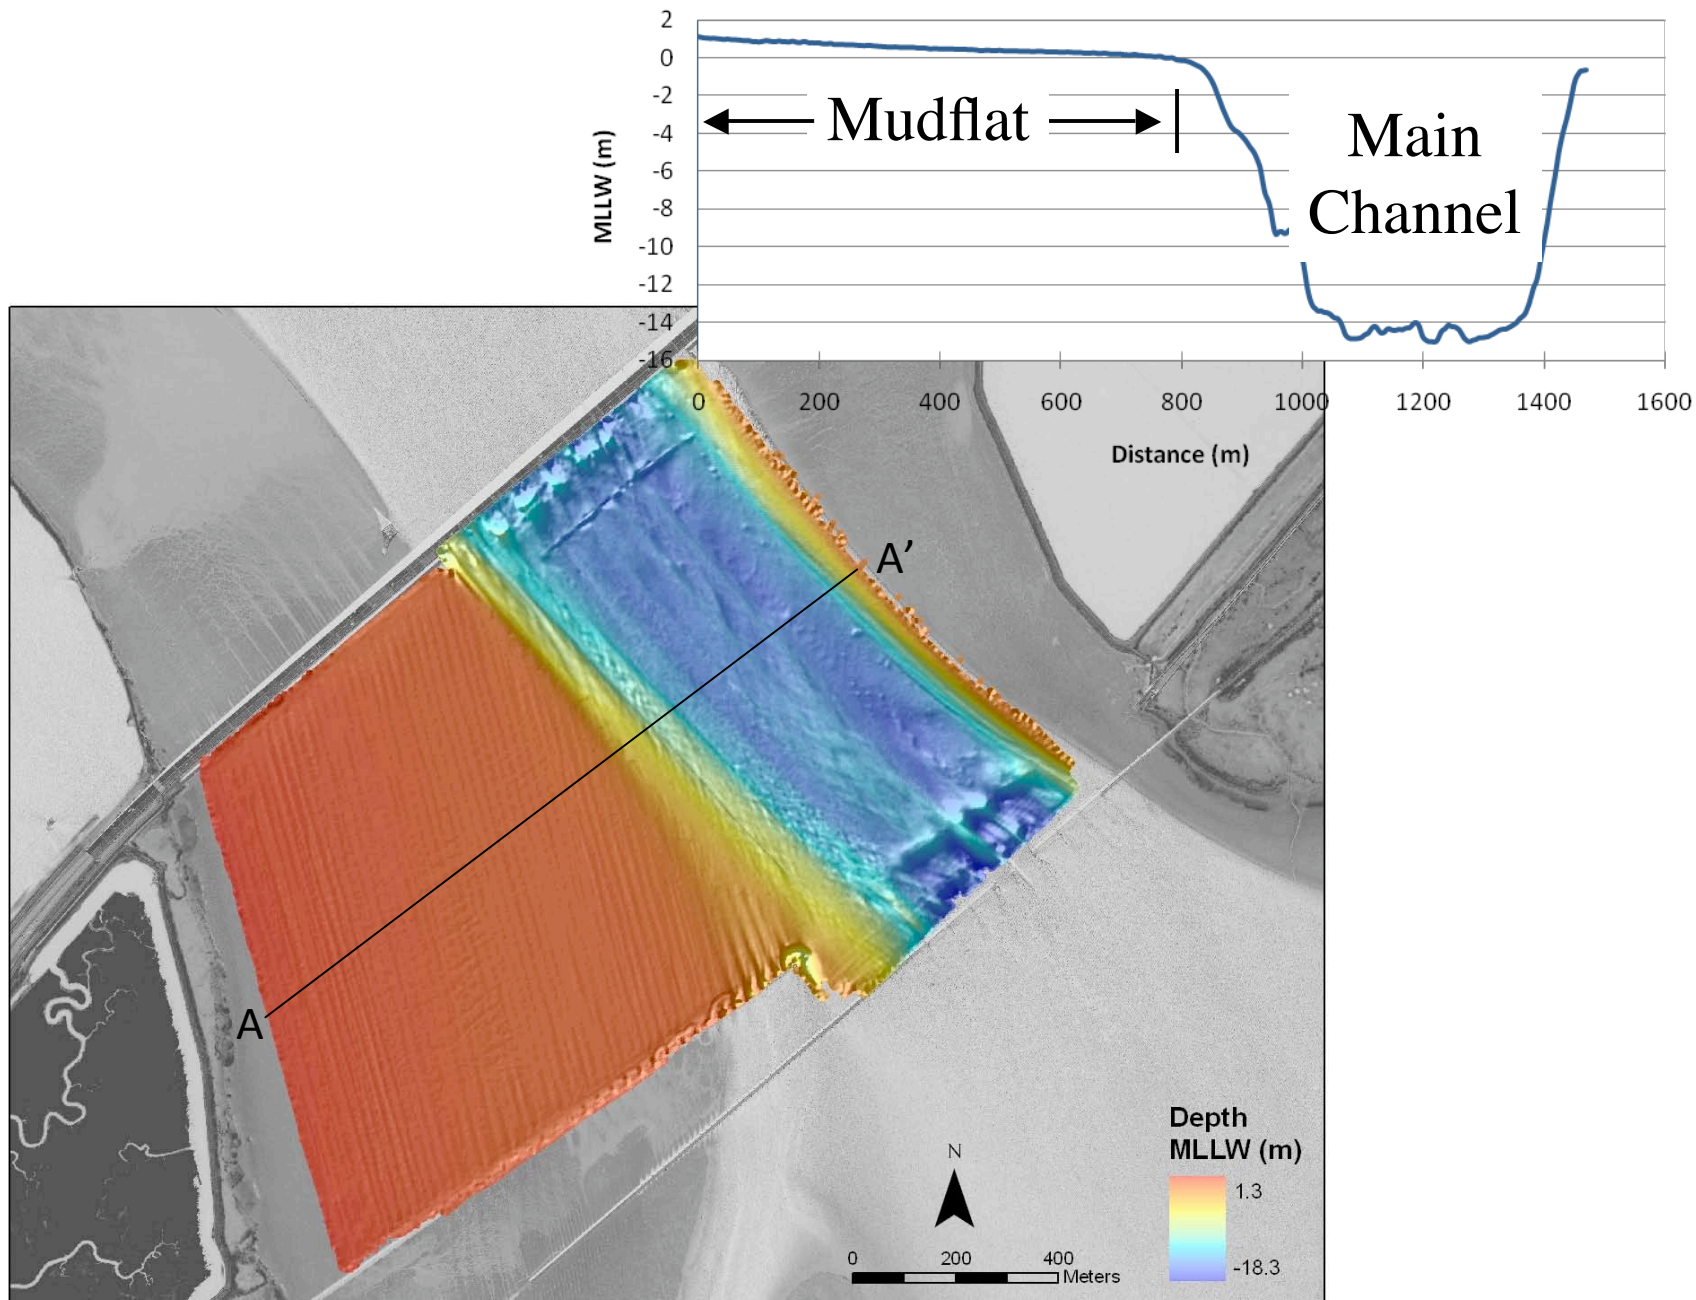 2
0
-2
-4
-6
-8
-10
-12
-14
-16
MLLW (m)
Mudflat
Main
Channel
0 200 400 600 800 1000 1200 1400 1600
Distance (m)
A’
A
N
0 200 400
Meters
Depth
MLLW (m)
1.3
-18.3